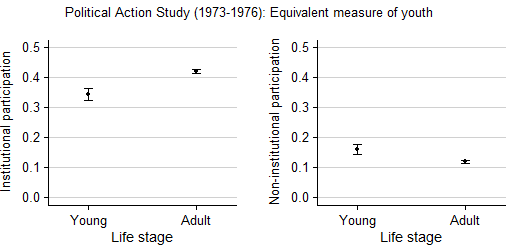 Political Action Study (1973-1976): Equivalent measure of youth
Institutional participation
0.5
0.4
0.3
0.2
0.1
0.0
Young Adult
Life stage
Non-institutional participation
0.5
0.4
0.3
0.2
0.1
0.0
Young Adult
Life stage